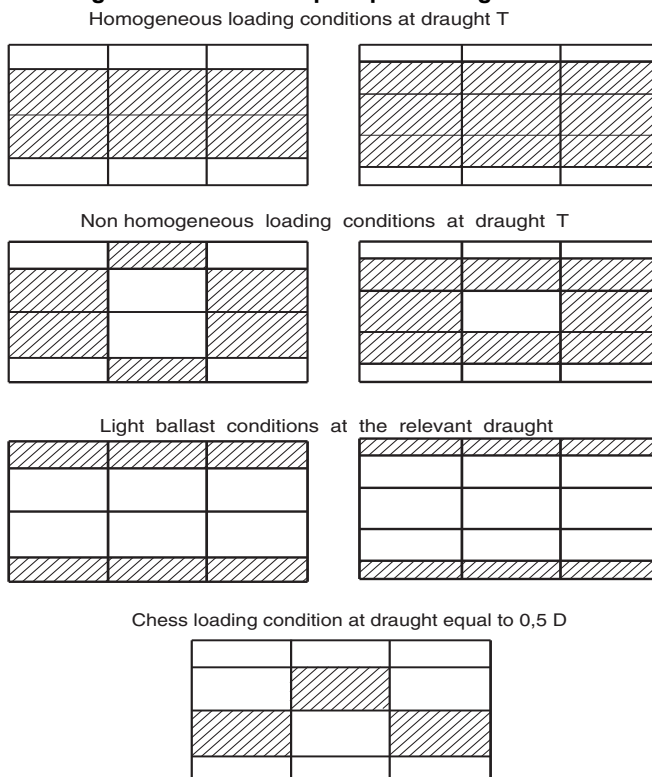 Homogeneous loading conditions at draught T
Non homogeneous loading conditions at draught T
Light ballast conditions at the relevant draught
Chess loading condition at draught equal to 0,5 D